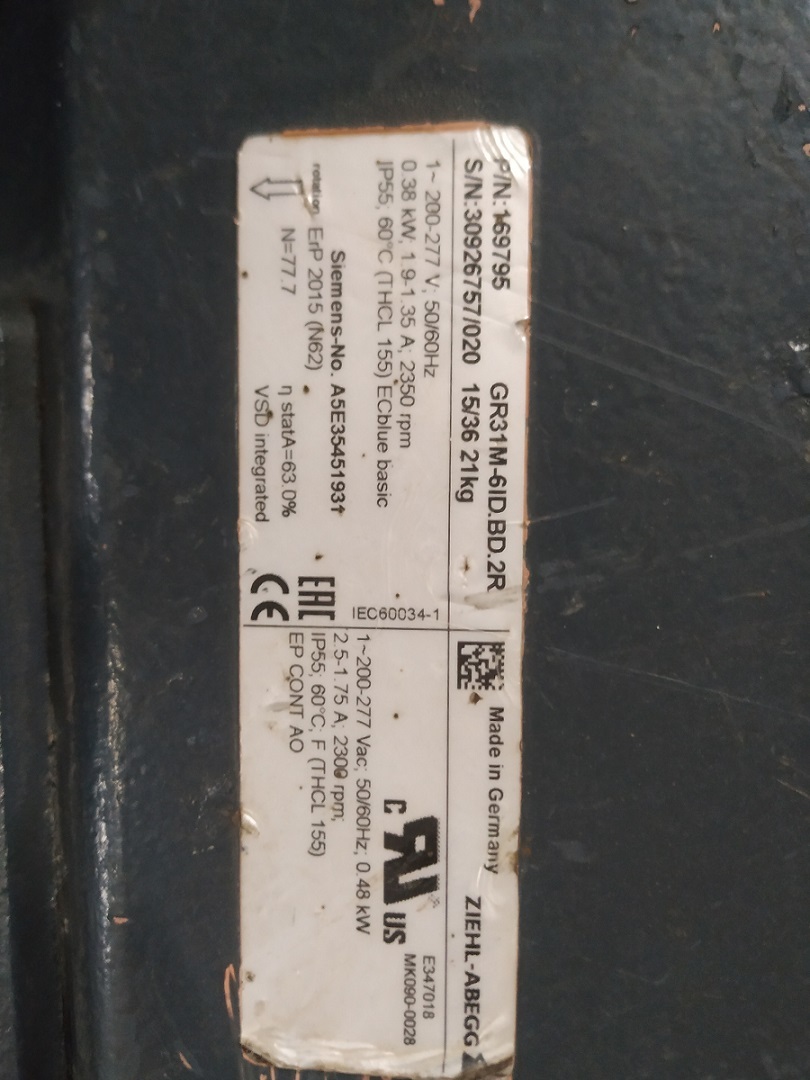 P/N:169795 GR31M-6ID.BD.2R
S/N:30926757/020 15/36 21kg
1~ 200-277 V; 50/60Hz
0.38 kW; 1.9-1.35 A; 2350 rpm
IP55; 60°C (THCL 155) ECblue basic
IEC60034-1
Siemens-No. A5E35451931
rotation ErP 2015 (N62)
N=77.7 η statA=63.0%
VSD integrated
EAC
CE
Made in Germany
ZIEHL-ABEGG
c RU US
E347018
MK090-0028
1~200-277 Vac; 50/60Hz; 0.48 kW
2.5-1.75 A; 2300 rpm;
IP55; 60°C; F (THCL 155)
EP CONT AO